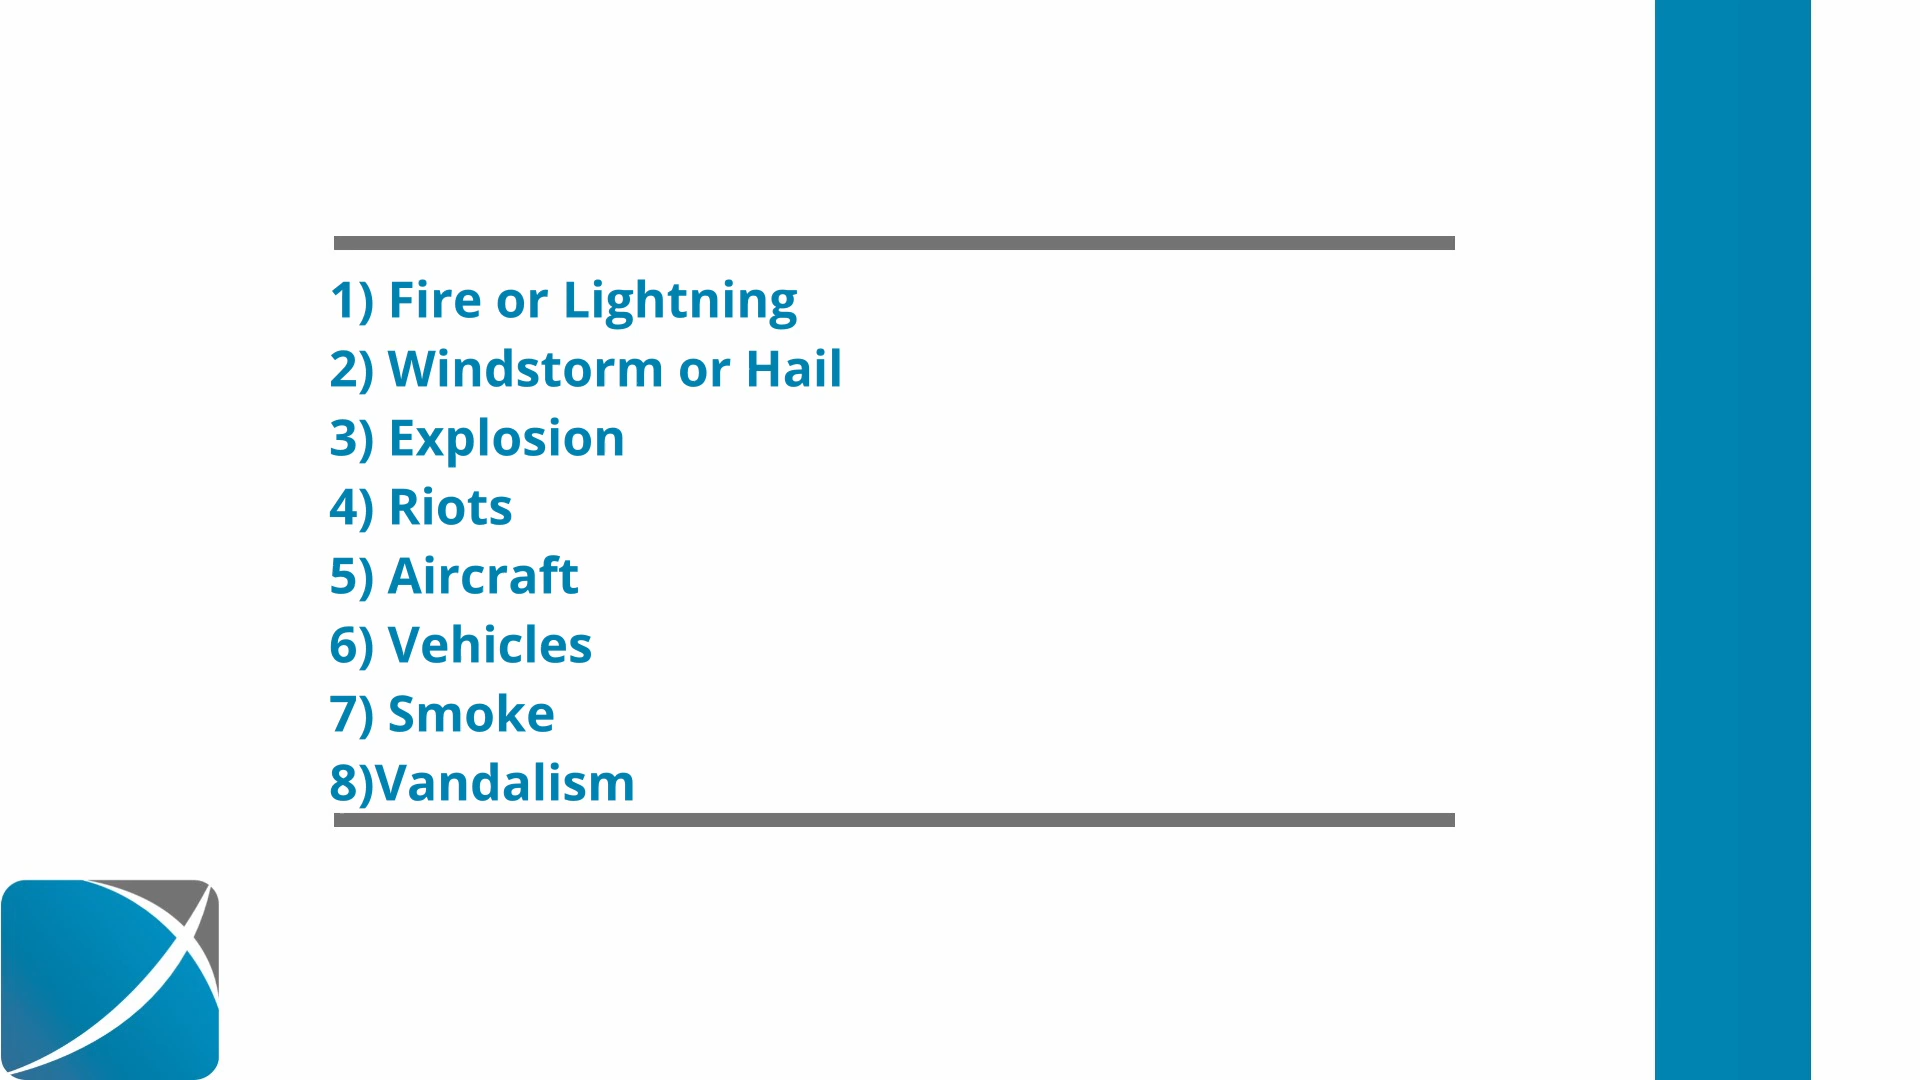 1) Fire or Lightning
2) Windstorm or Hail
3) Explosion
4) Riots
5) Aircraft
6) Vehicles
7) Smoke
8)Vandalism